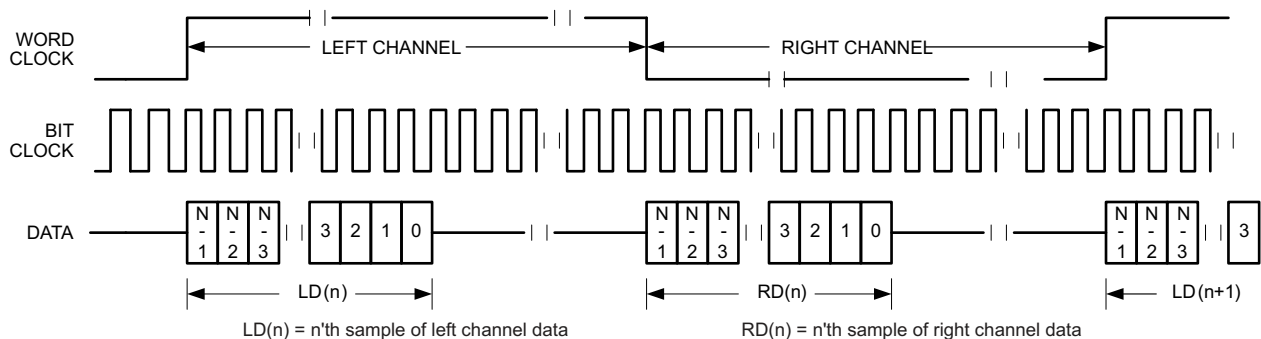 WORD
CLOCK
LEFT CHANNEL
RIGHT CHANNEL
BIT
CLOCK
DATA
N-1 N-2 N-3 3 2 1 0 N-1 N-2 N-3 3 2 1 0 N-1 N-2 N-3 3
LD(n) RD(n) LD(n+1)
LD(n) = n'th sample of left channel data
RD(n) = n'th sample of right channel data